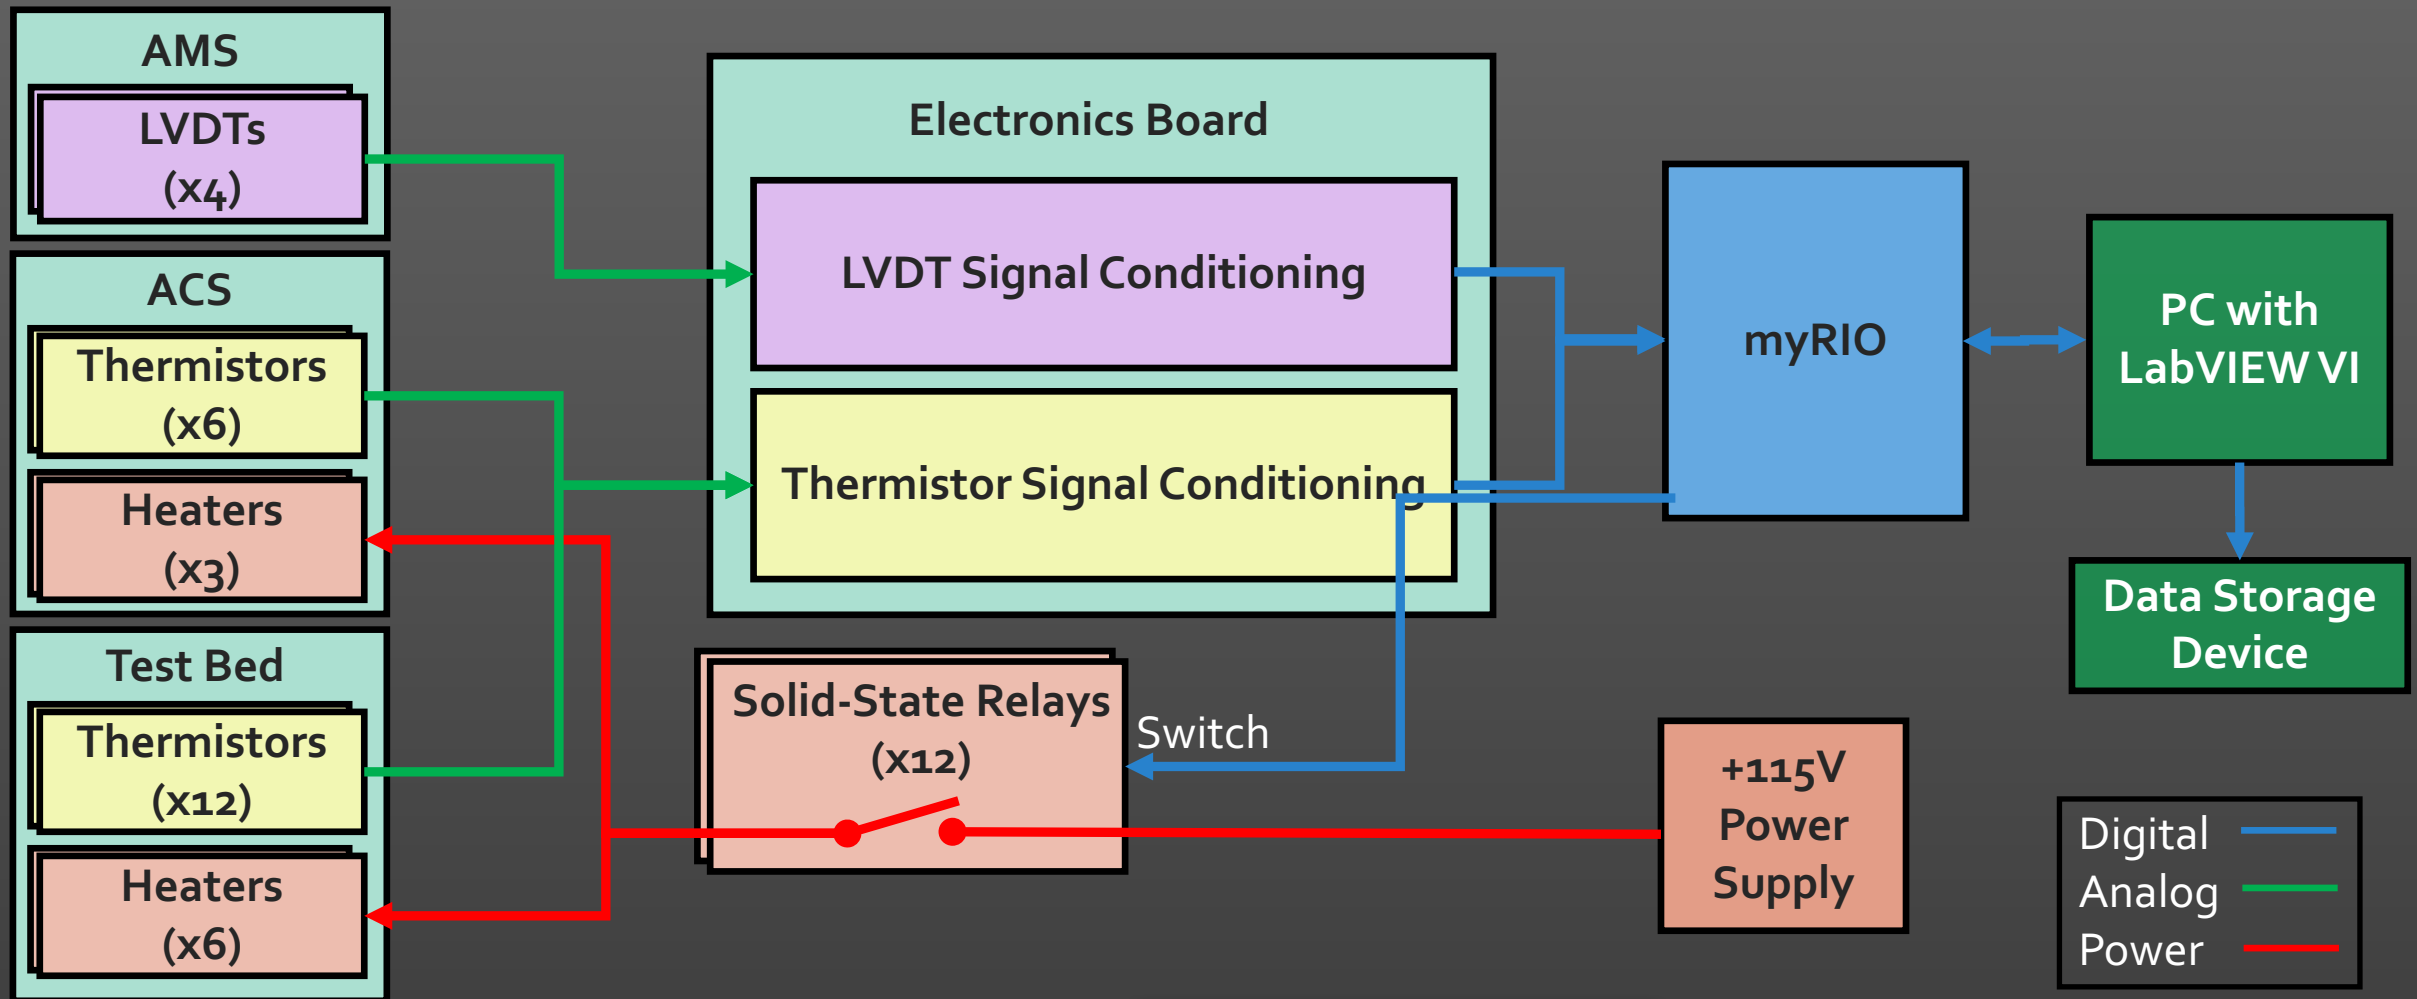 AMS
LVDTs
(x4)
ACS
Thermistors
(x6)
Heaters
(x3)
Test Bed
Thermistors
(x12)
Heaters
(x6)
Electronics Board
LVDT Signal Conditioning
Thermistor Signal Conditioning
Solid-State Relays
(x12)
Switch
myRIO
PC with
LabVIEW VI
Data Storage
Device
+115V
Power
Supply
Digital
Analog
Power